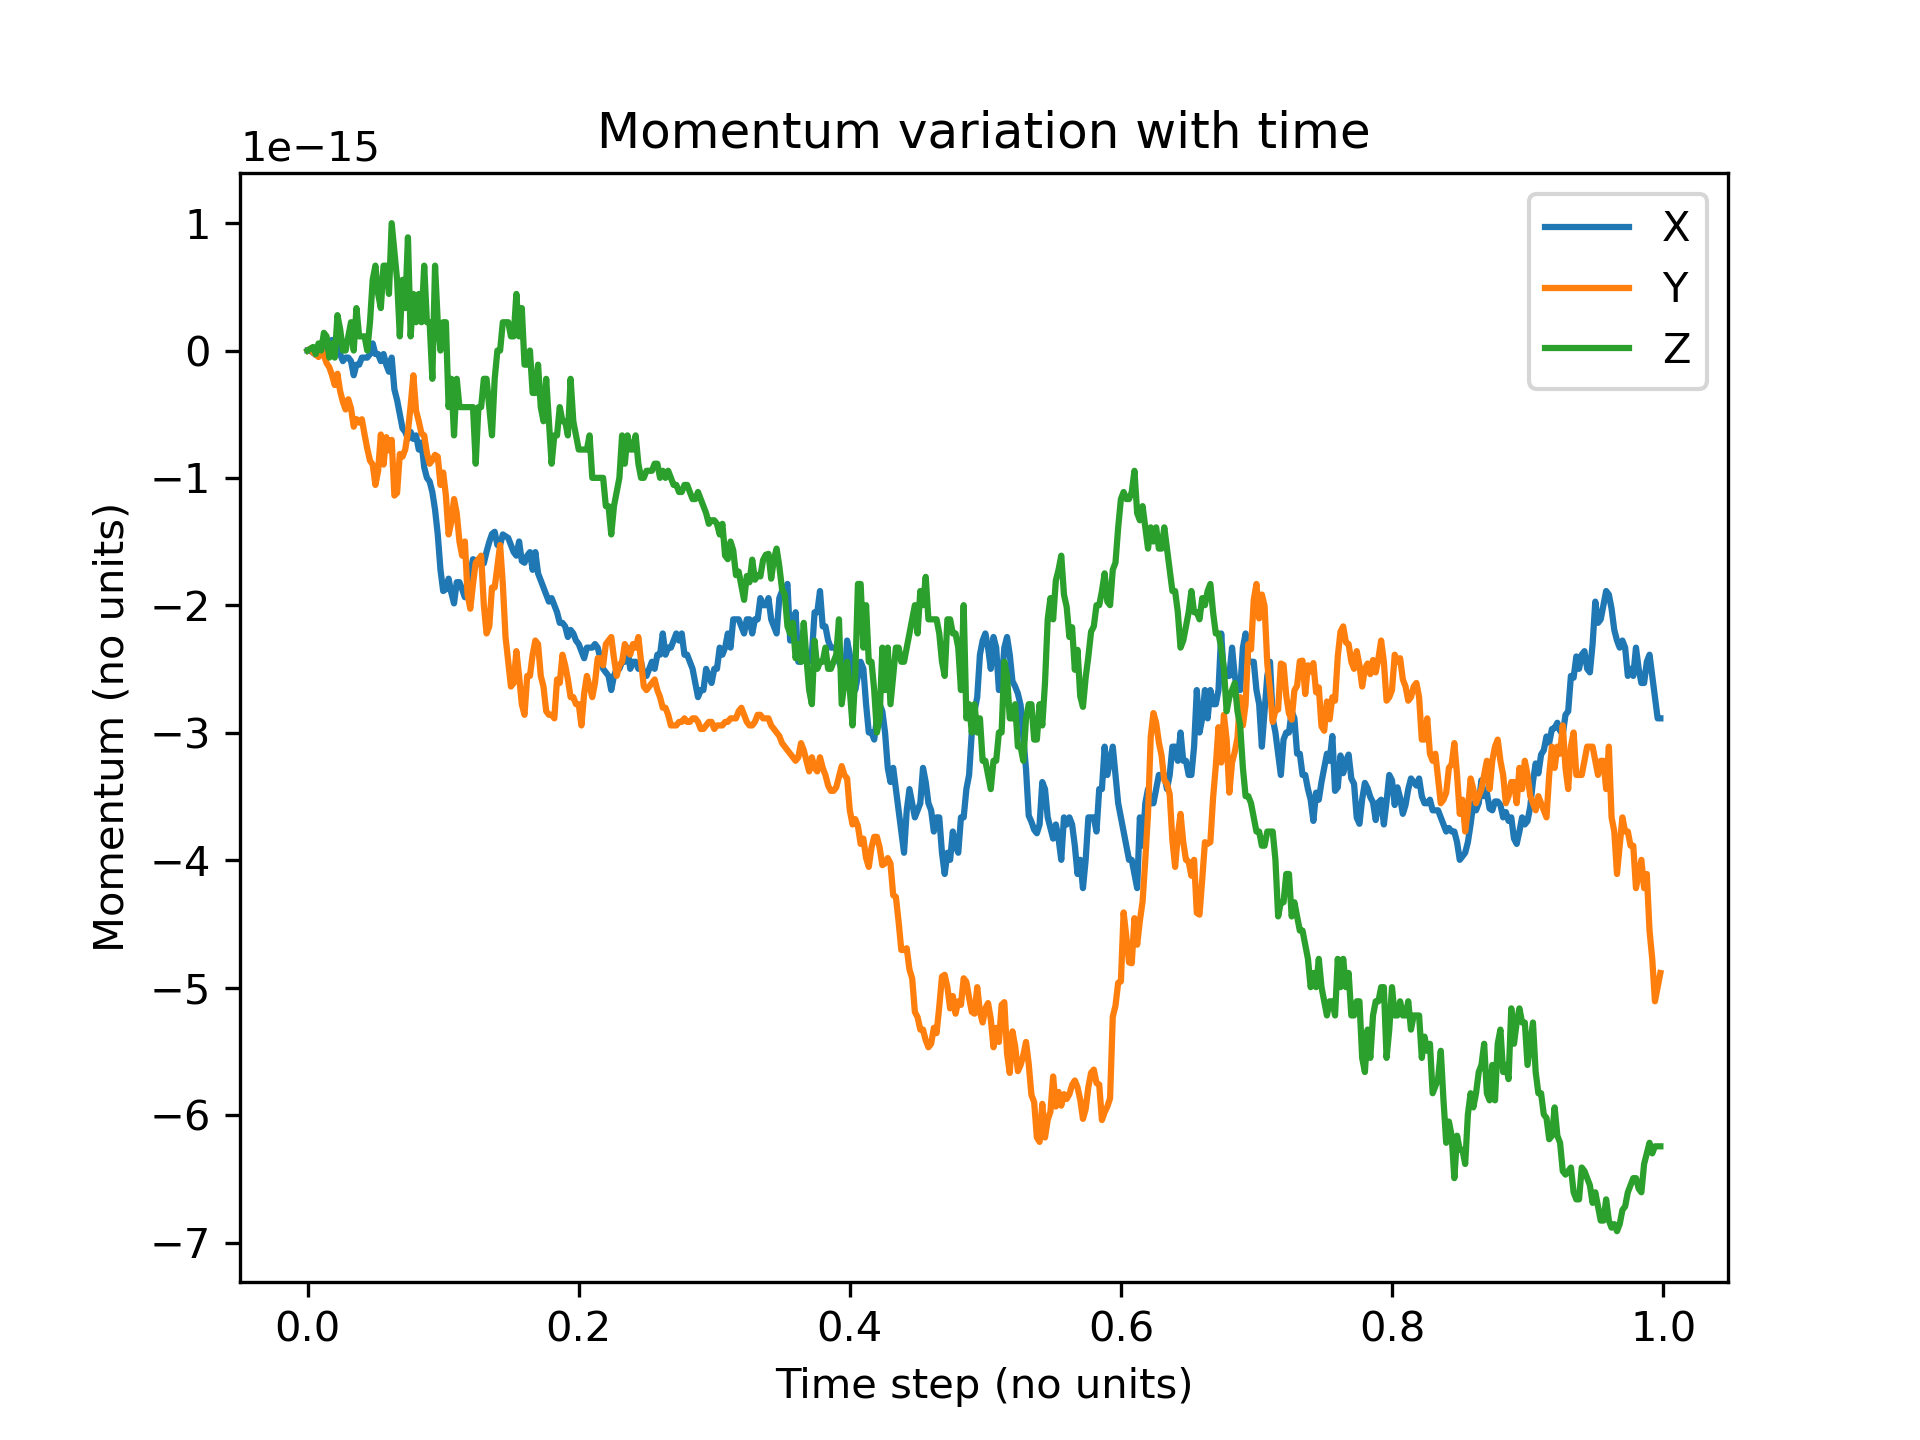 Momentum variation with time
1e−15
1
0
−1
−2
−3
−4
−5
−6
−7
Momentum (no units)
0.0 0.2 0.4 0.6 0.8 1.0
Time step (no units)
X
Y
Z